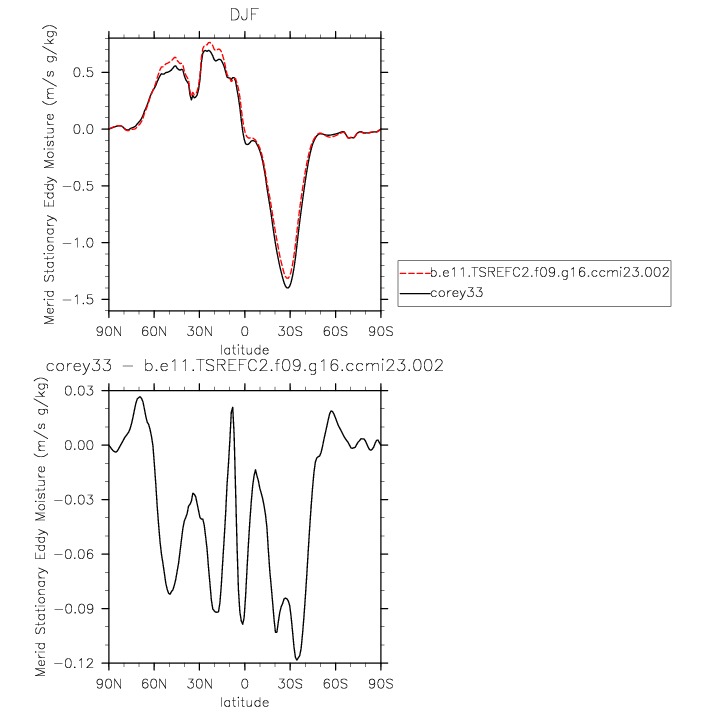 DJF
Merid Stationary Eddy Moisture (m/s g/kg)
0.5
0.0
−0.5
−1.0
−1.5
90N 60N 30N 0 30S 60S 90S
latitude
b.e11.TSREFC2.f09.g16.ccmi23.002
corey33
corey33 − b.e11.TSREFC2.f09.g16.ccmi23.002
Merid Stationary Eddy Moisture (m/s g/kg)
0.03
0.00
−0.03
−0.06
−0.09
−0.12
90N 60N 30N 0 30S 60S 90S
latitude